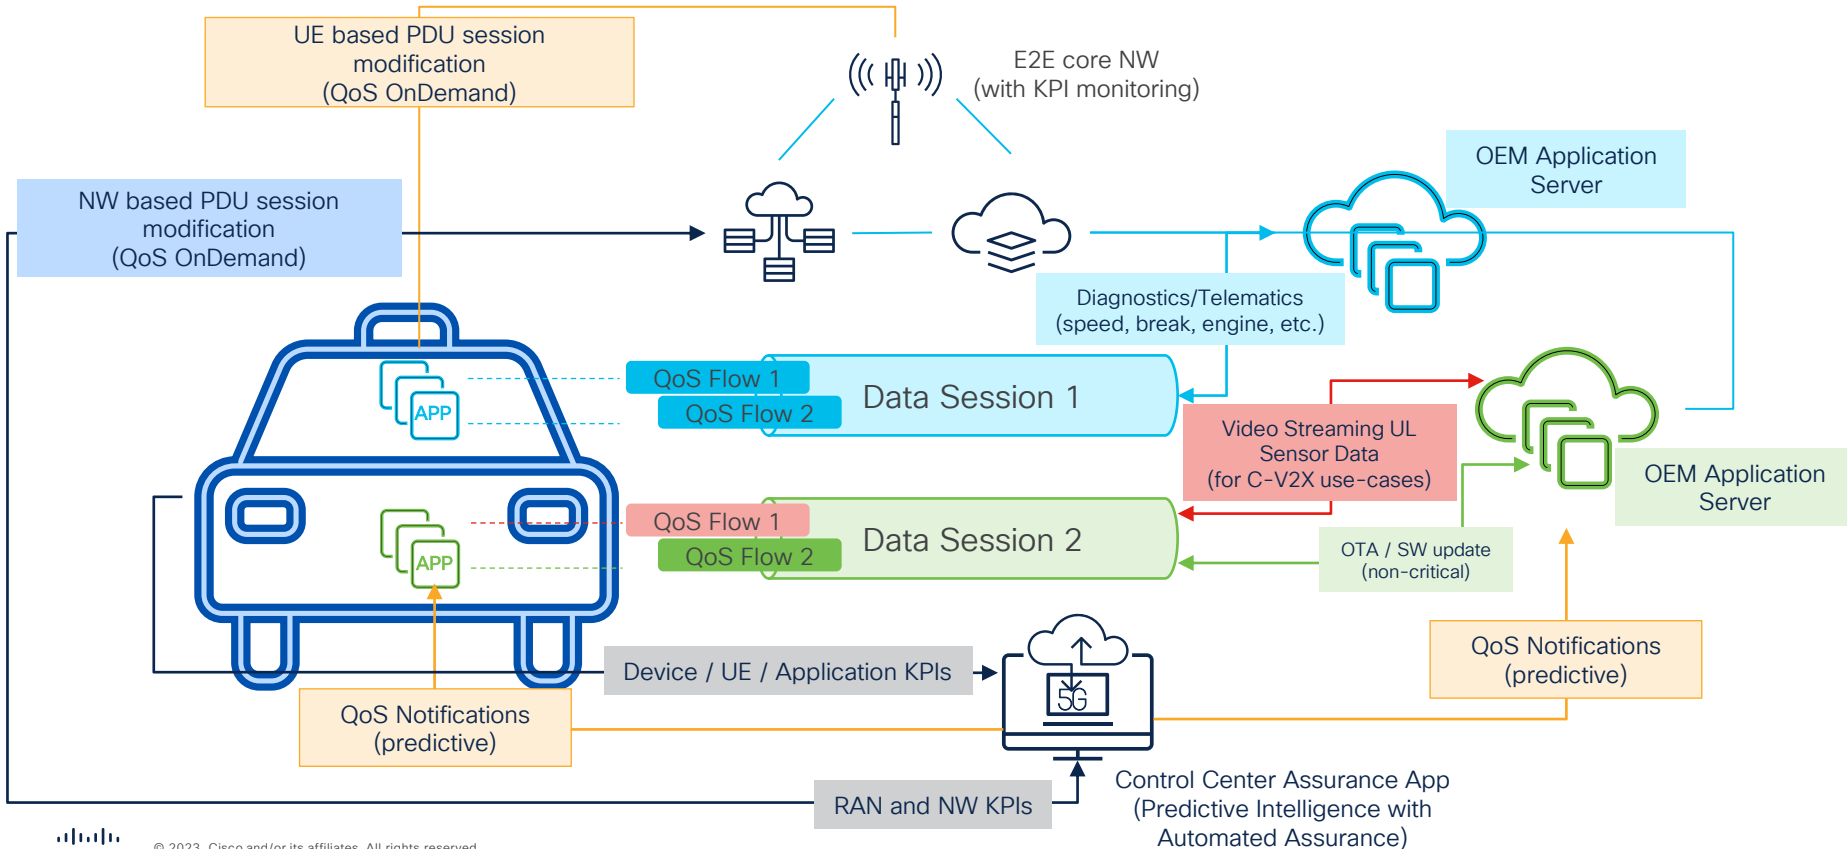 UE based PDU session
modification
(QoS OnDemand)
E2E core NW
(with KPI monitoring)
OEM Application
Server
NW based PDU session
modification
(QoS OnDemand)
Diagnostics/Telematics
(speed, break, engine, etc.)
APP
QoS Flow 1
QoS Flow 2
Data Session 1
Video Streaming UL
Sensor Data
(for C-V2X use-cases)
OEM Application
Server
APP
QoS Flow 1
QoS Flow 2
Data Session 2
OTA / SW update
(non-critical)
Device / UE / Application KPIs
5G
QoS Notifications
(predictive)
QoS Notifications
(predictive)
RAN and NW KPIs
Control Center Assurance App
(Predictive Intelligence with
Automated Assurance)
© 2023 Cisco and/or its affiliates. All rights reserved